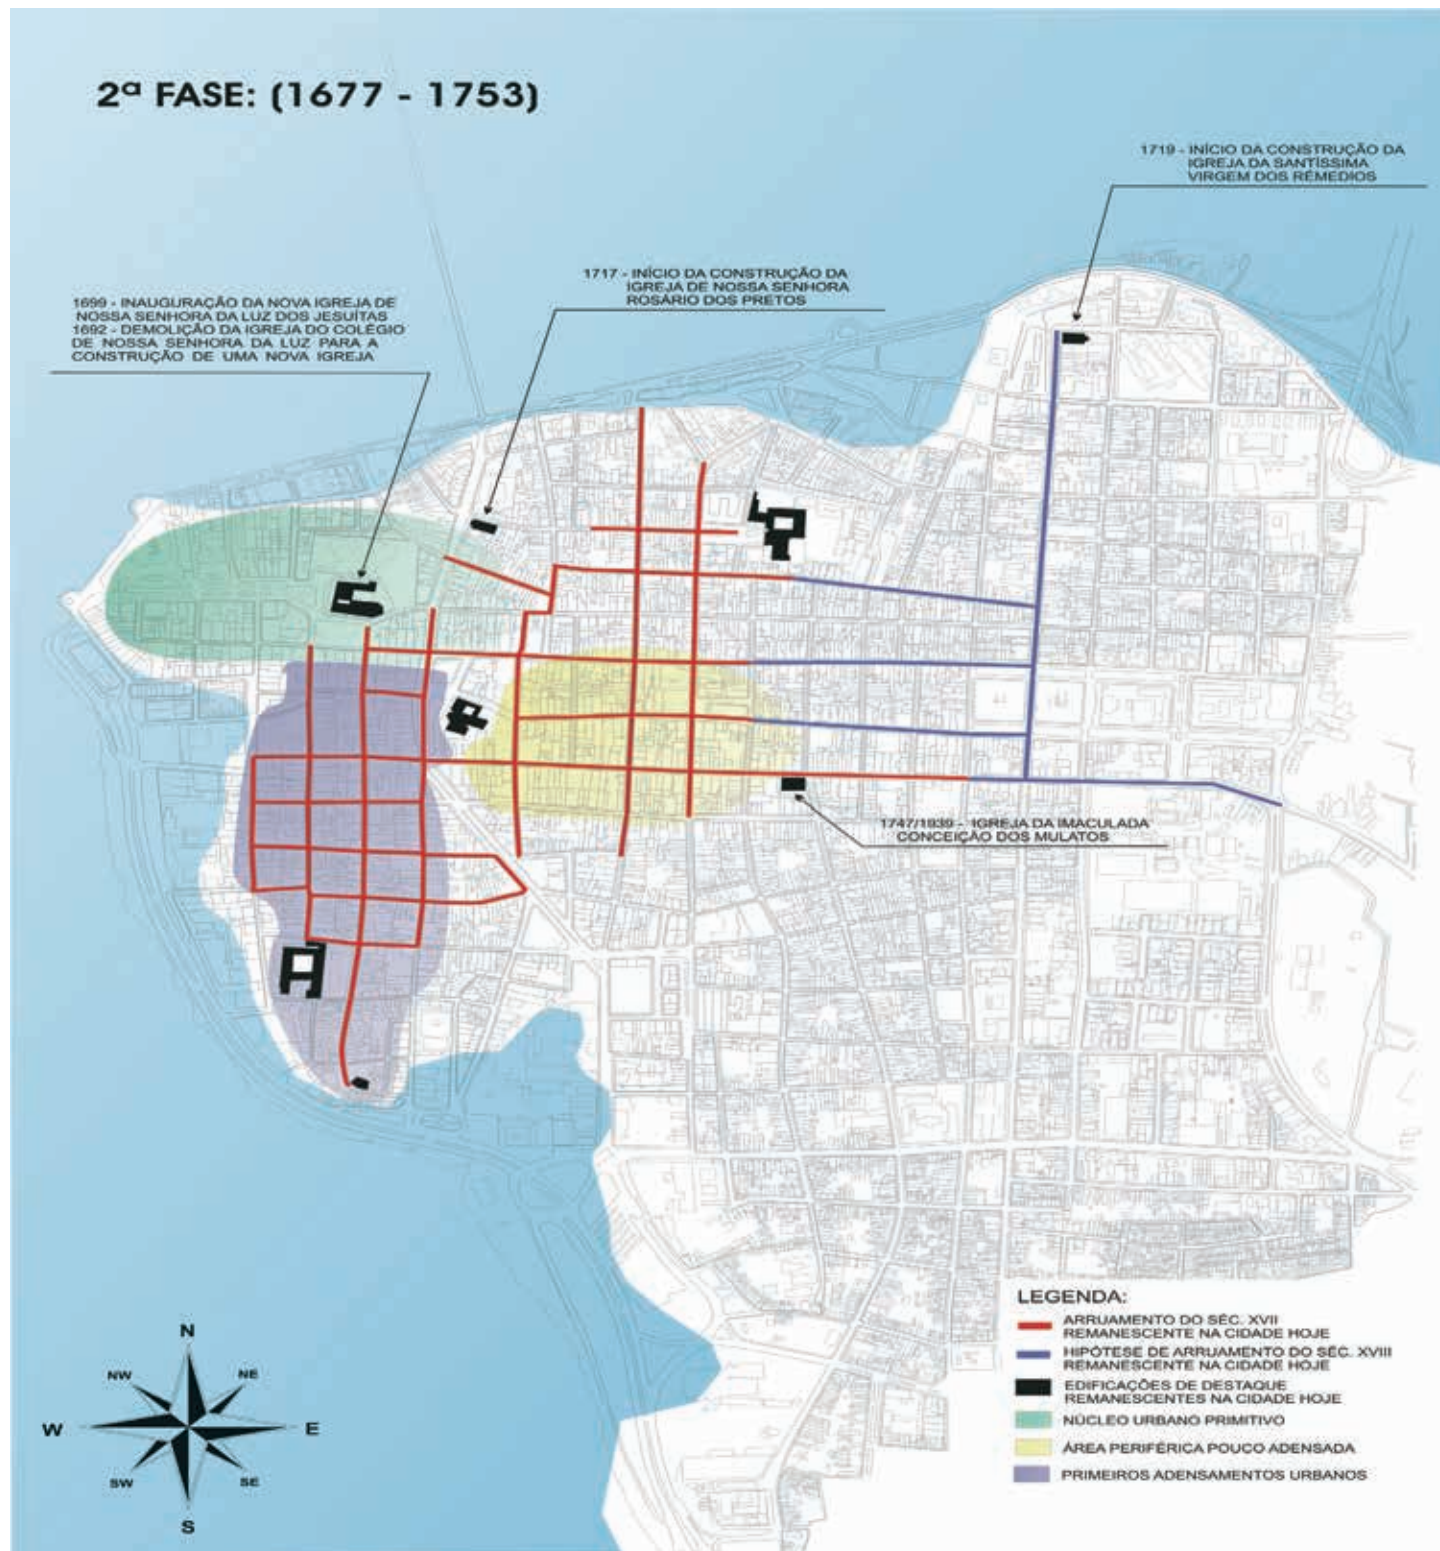 2ª FASE: (1677 - 1753)
1719 - INÍCIO DA CONSTRUÇÃO DA
IGREJA DA SANTÍSSIMA
VIRGEM DOS RÉMEDIOS
1717 - INÍCIO DA CONSTRUÇÃO DA
IGREJA DE NOSSA SENHORA
ROSÁRIO DOS PRETOS
1699 - INAUGURAÇÃO DA NOVA IGREJA DE
NOSSA SENHORA DA LUZ DOS JESUÍTAS
1692 - DEMOLIÇÃO DA IGREJA DO COLÉGIO
DE NOSSA SENHORA DA LUZ PARA A
CONSTRUÇÃO DE UMA NOVA IGREJA
1747/1939 - IGREJA DA IMACULADA
CONCEIÇÃO DOS MULATOS
LEGENDA:
ARRUAMENTO DO SÉC. XVII
REMANESCENTE NA CIDADE HOJE
HIPÓTESE DE ARRUAMENTO DO SÉC. XVIII
REMANESCENTE NA CIDADE HOJE
EDIFICAÇÕES DE DESTAQUE
REMANESCENTES NA CIDADE HOJE
NÚCLEO URBANO PRIMITIVO
ÁREA PERIFÉRICA POUCO ADENSADA
PRIMEIROS ADENSAMENTOS URBANOS
N
NW
NE
W
E
SW
SE
S